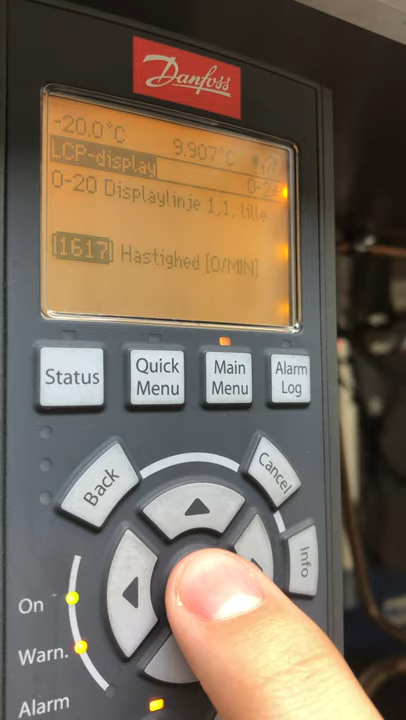 Danfoss
-20.0°C 9.907°C
LCP-display 0-2*
0-20 Displaylinje 1,1, lille
[1617] Hastighed [O/MIN]
Status
Quick Menu
Main Menu
Alarm Log
Back
Cancel
Info
On
Warn.
Alarm